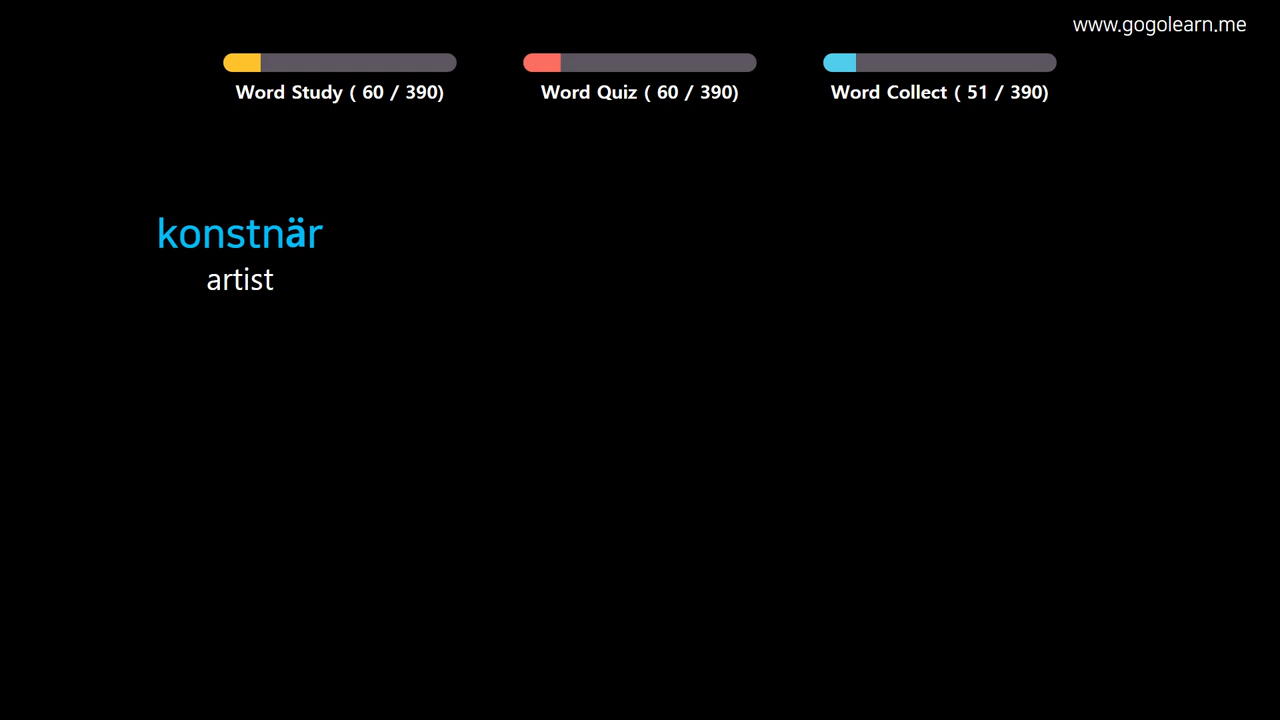 www.gogolearn.me
Word Study ( 60 / 390)
Word Quiz ( 60 / 390)
Word Collect ( 51 / 390)
konstnär
artist